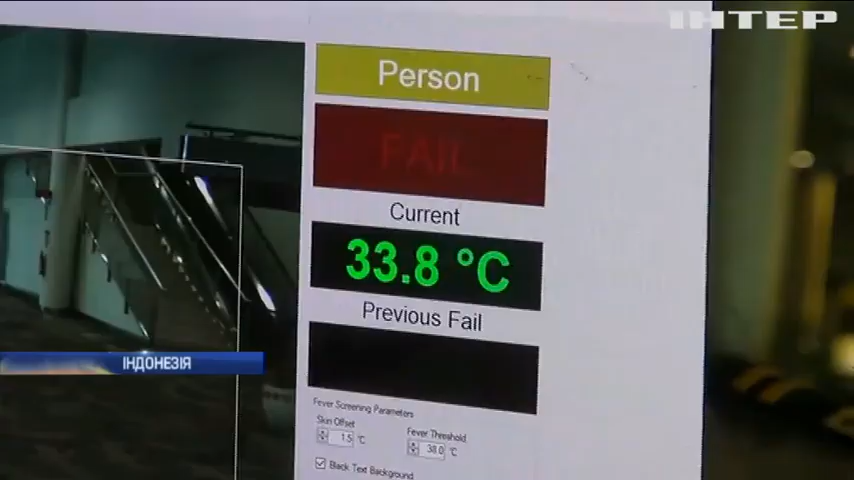 ІНТЕР
Person
FAIL
Current
33.8 °C
Previous Fail
ІНДОНЕЗІЯ
Fever Screening Parameters
Skin Offset
1.5 °C
Fever Threshold
38.0 °C
Black Text Background